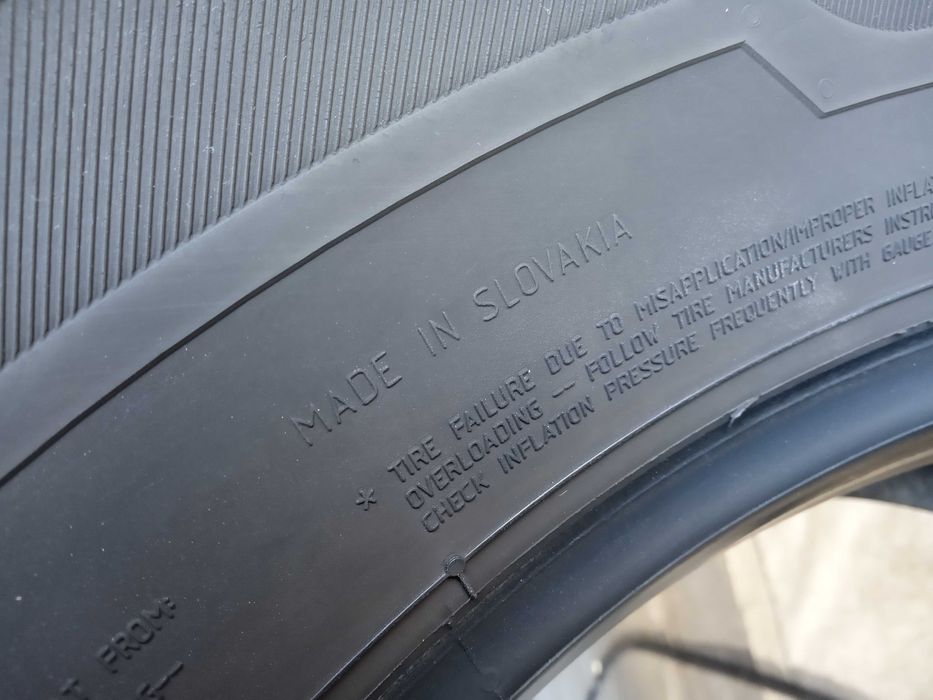 MADE IN SLOVAKIA
* TIRE FAILURE DUE TO MISAPPLICATION/IMPROPER
OVERLOADING — FOLLOW TIRE MANUFACTURERS
CHECK INFLATION PRESSURE FREQUENTLY WITH GAUGE
FROM: